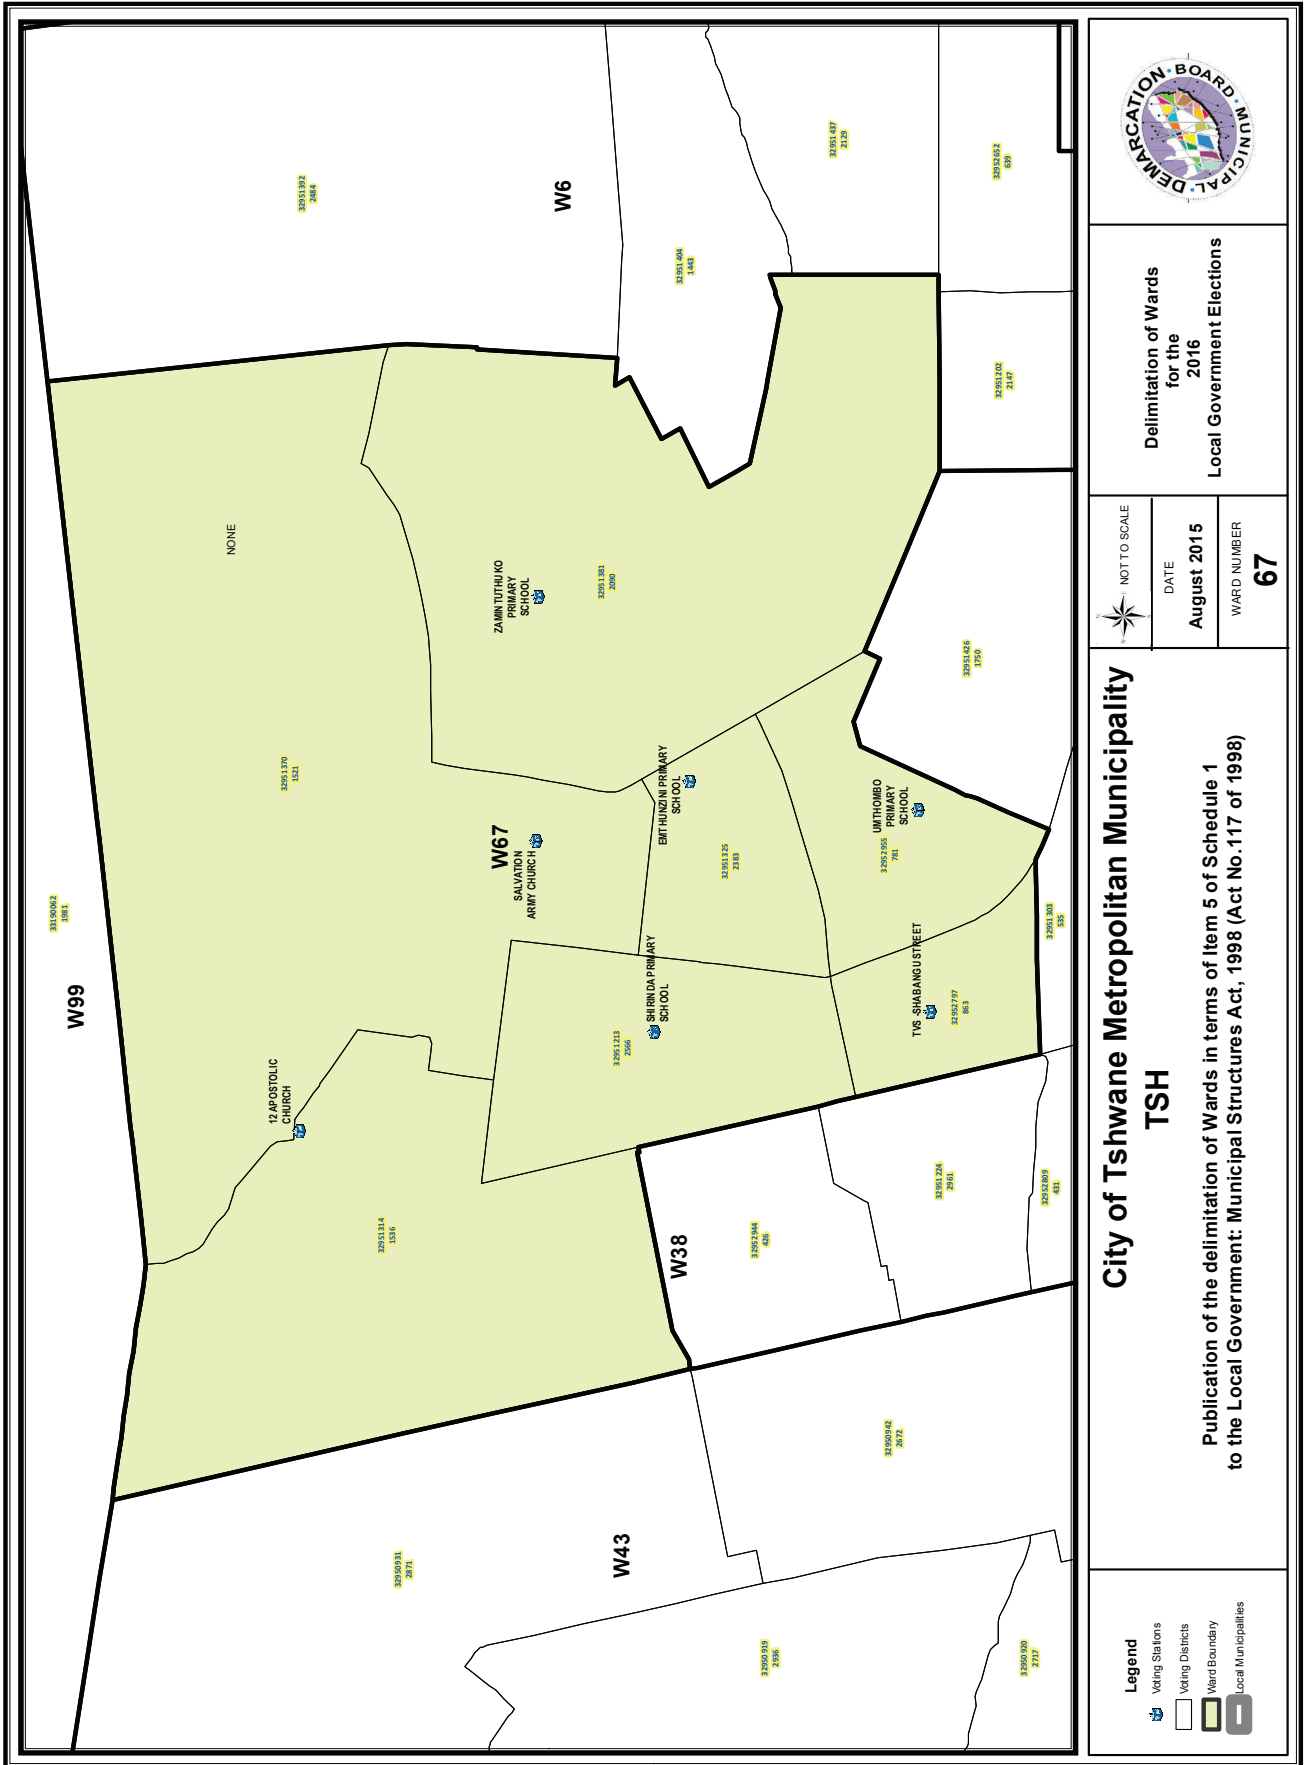 33190062
1981
W99
NONE
32951392
2484
W6
32951404
1443
32951437
2129
32952652
639
32951202
2147
32951370
1521
ZAMINTUTHUKO
PRIMARY
SCHOOL
32951381
2090
W67
SALVATION
ARMY CHURCH
EMTHUNZINI PRIMARY
SCHOOL
32951325
2383
UMTHOMBO
PRIMARY
SCHOOL
32952955
781
32951426
1750
12 APOSTOLIC
CHURCH
32951314
1536
SHIRINDA PRIMARY
SCHOOL
32951213
2566
TVS -SHABANGU STREET
32952797
863
32951303
535
W38
32952944
426
32951224
2961
32952809
431
W43
32950931
2871
32950942
2672
32950919
2936
32950920
2717
Legend
Voting Stations
Voting Districts
Ward Boundary
Local Municipalities
City of Tshwane Metropolitan Municipality
TSH
Publication of the delimitation of Wards in terms of Item 5 of Schedule 1
to the Local Government: Municipal Structures Act, 1998 (Act No.117 of 1998)
N
W
S
NOT TO SCALE
DATE
August 2015
WARD NUMBER
67
Delimitation of Wards
for the
2016
Local Government Elections
MUNICIPAL · DEMARCATION · BOARD ·